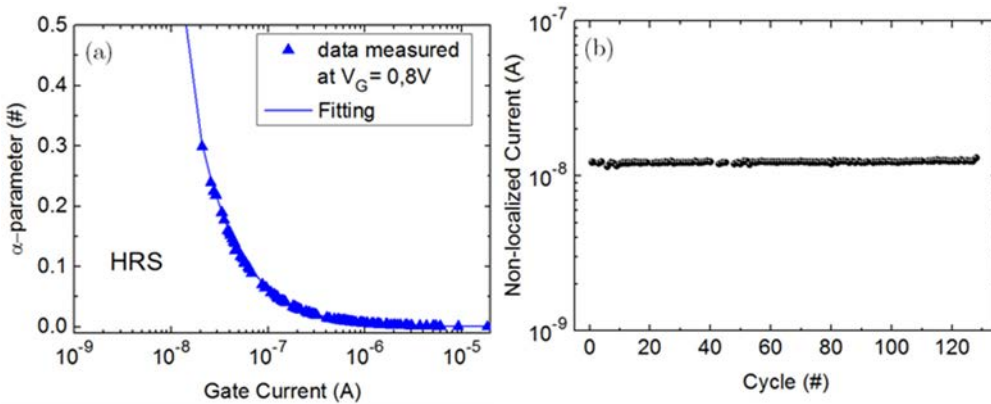 (a)
data measured
at V_G = 0,8V
Fitting
HRS
α-parameter (#)
0.5
0.4
0.3
0.2
0.1
0.0
10^-9
10^-8
10^-7
10^-6
10^-5
Gate Current (A)
(b)
Non-localized Current (A)
10^-7
10^-8
10^-9
0
20
40
60
80
100
120
Cycle (#)